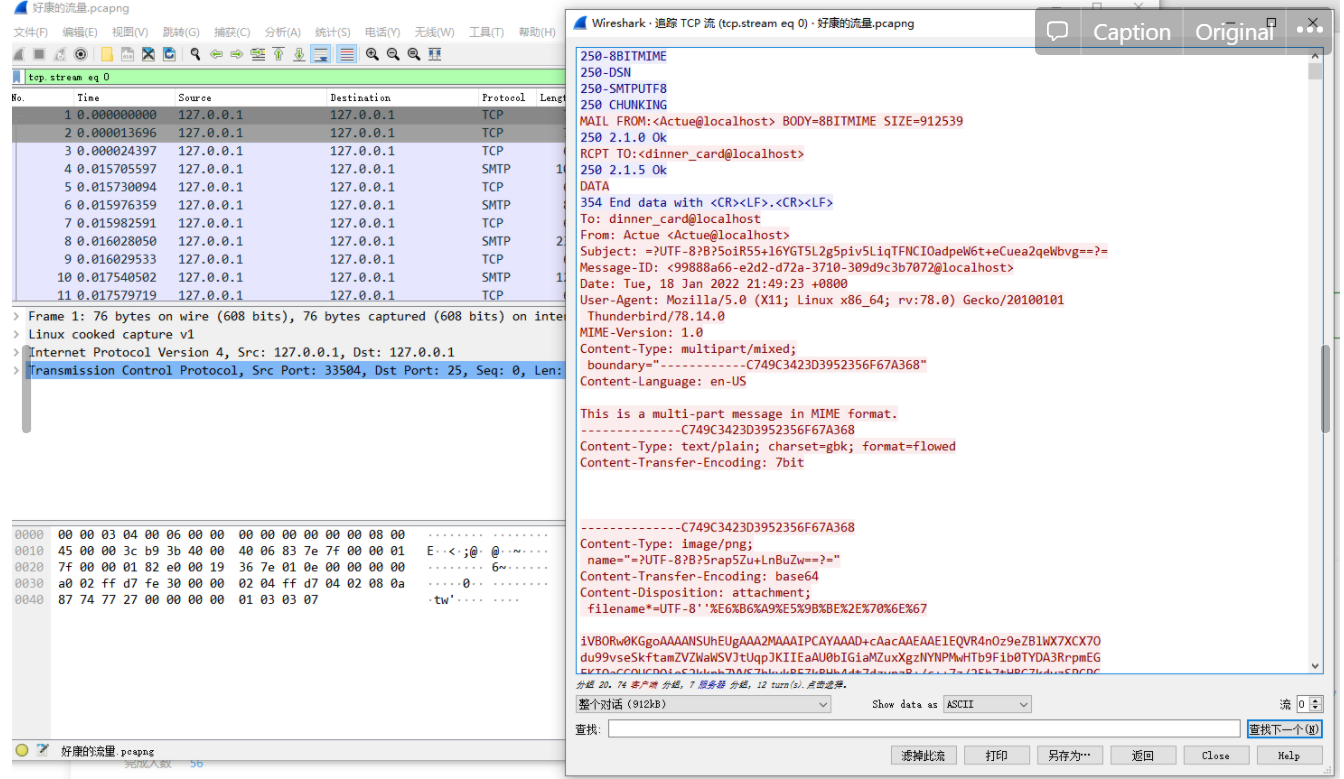 好康的流量.pcapng
文件(F) 编辑(E) 视图(V) 跳转(G) 捕获(C) 分析(A) 统计(S) 电话(Y) 无线(W) 工具(T) 帮助(H)
tcp.stream eq 0
No. Time Source Destination Protocol Lengt
1 0.000000000 127.0.0.1 127.0.0.1 TCP
2 0.000013696 127.0.0.1 127.0.0.1 TCP
3 0.000024397 127.0.0.1 127.0.0.1 TCP
4 0.015705597 127.0.0.1 127.0.0.1 SMTP
5 0.015730094 127.0.0.1 127.0.0.1 TCP
6 0.015976359 127.0.0.1 127.0.0.1 SMTP
7 0.015982591 127.0.0.1 127.0.0.1 TCP
8 0.016028050 127.0.0.1 127.0.0.1 SMTP
9 0.016029533 127.0.0.1 127.0.0.1 TCP
10 0.017540502 127.0.0.1 127.0.0.1 SMTP
11 0.017579719 127.0.0.1 127.0.0.1 TCP
Frame 1: 76 bytes on wire (608 bits), 76 bytes captured (608 bits) on inte
Linux cooked capture v1
Internet Protocol Version 4, Src: 127.0.0.1, Dst: 127.0.0.1
Transmission Control Protocol, Src Port: 33504, Dst Port: 25, Seq: 0, Len:
0000 00 00 03 04 00 06 00 00 00 00 00 00 00 00 08 00 ········ ········
0010 45 00 00 3c b9 3b 40 00 40 06 83 7e 7f 00 00 01 E··<·;@· @··~····
0020 7f 00 00 01 82 e0 00 19 36 7e 01 0e 00 00 00 00 ········ 6~······
0030 a0 02 ff d7 fe 30 00 00 02 04 ff d7 04 02 08 0a ·····0·· ········
0040 87 74 77 27 00 00 00 00 01 03 03 07 ·tw'···· ····
好康的流量.pcapng
完成人数 56
Wireshark · 追踪 TCP 流 (tcp.stream eq 0) · 好康的流量.pcapng
Caption Original
250-8BITMIME
250-DSN
250-SMTPUTF8
250 CHUNKING
MAIL FROM:<Actue@localhost> BODY=8BITMIME SIZE=912539
250 2.1.0 Ok
RCPT TO:<dinner_card@localhost>
250 2.1.5 Ok
DATA
354 End data with <CR><LF>.<CR><LF>
To: dinner_card@localhost
From: Actue <Actue@localhost>
Subject: =?UTF-8?B?5oiR55+l6YGT5L2g5piv5LiqTFNCIOadpeW6t+eCuea2qeWbvg==?=
Message-ID: <99888a66-e2d2-d72a-3710-309d9c3b7072@localhost>
Date: Tue, 18 Jan 2022 21:49:23 +0800
User-Agent: Mozilla/5.0 (X11; Linux x86_64; rv:78.0) Gecko/20100101
Thunderbird/78.14.0
MIME-Version: 1.0
Content-Type: multipart/mixed;
boundary="------------C749C3423D3952356F67A368"
Content-Language: en-US
This is a multi-part message in MIME format.
--------------C749C3423D3952356F67A368
Content-Type: text/plain; charset=gbk; format=flowed
Content-Transfer-Encoding: 7bit
--------------C749C3423D3952356F67A368
Content-Type: image/png;
name="=?UTF-8?B?5rap5Zu+LnBuZw==?="
Content-Transfer-Encoding: base64
Content-Disposition: attachment;
filename*=UTF-8''%E6%B6%A9%E5%9B%BE%2E%70%6E%67
iVBORw0KGgoAAAANSUhEUgAAA2MAAAIPCAYAAAD+cAacAAEAAElEQVR4nOz9eZBlWX7XCX7O
du99vseSkftamZVZWaWSVJtUqpJKIIEaAU0bIGiaMZuxXgzNYNPMwHTb9Fib0TYDA3RrpmEG
分组 20。74 客户端 分组，7 服务器 分组，12 turn(s).点击选择。
整个对话 (912kB) Show data as ASCII 流 0
查找: 查找下一个(N)
滤掉此流 打印 另存为… 返回 Close Help